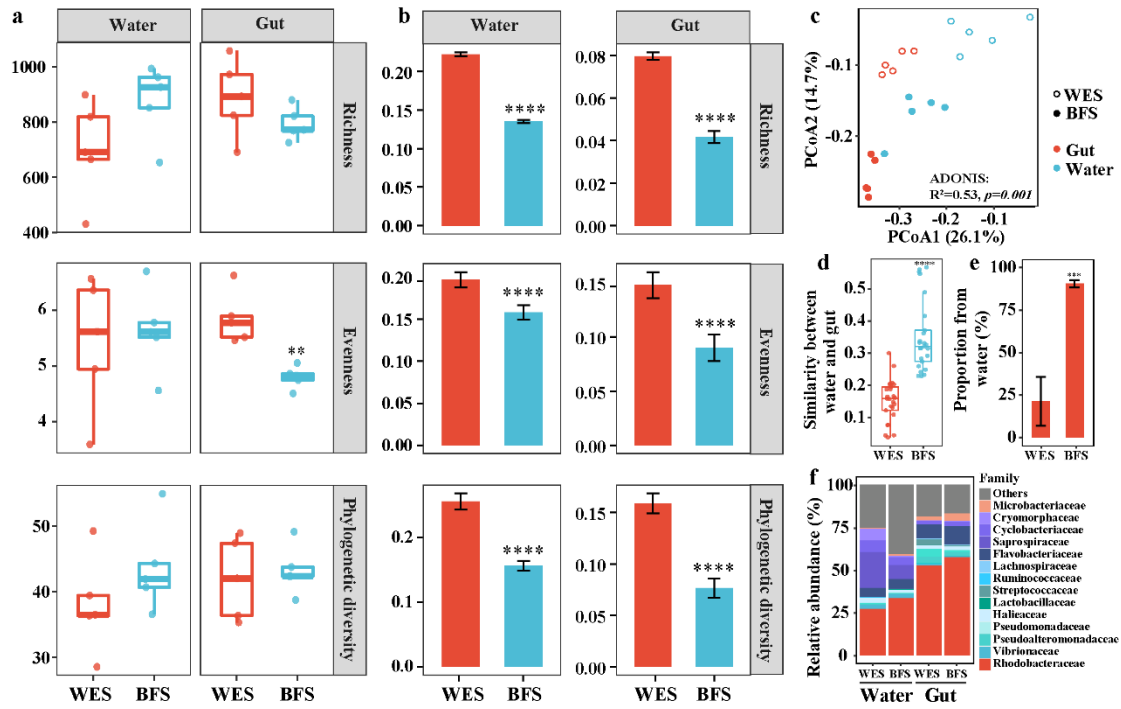 a
Water
Gut
1000
800
600
400
Richness
6
5
4
**
Evenness
50
40
30
Phylogenetic diversity
WES
BFS
WES
BFS
b
Water
Gut
0.20
0.15
0.10
0.05
0.00
****
0.08
0.06
0.04
0.02
0.00
****
Richness
0.20
0.15
0.10
0.05
0.00
****
0.15
0.10
0.05
0.00
****
Evenness
0.2
0.1
0.0
****
0.15
0.10
0.05
0.00
****
Phylogenetic diversity
WES
BFS
WES
BFS
c
PCoA2 (14.7%)
-0.1
-0.2
ADONIS:
R²=0.53, p=0.001
-0.3
-0.2
-0.1
PCoA1 (26.1%)
WES
BFS
Gut
Water
d
Similarity between
water and gut
0.5
0.4
0.3
0.2
0.1
****
WES
BFS
e
Proportion from
water (%)
100
75
50
25
0
***
WES
BFS
f
Relative abundance (%)
100
75
50
25
0
WES
BFS
WES
BFS
Water
Gut
Family
Others
Microbacteriaceae
Cryomorphaceae
Cyclobacteriaceae
Saprospiraceae
Flavobacteriaceae
Lachnospiraceae
Ruminococcaceae
Streptococcaceae
Lactobacillaceae
Halieaceae
Pseudomonadaceae
Pseudoalteromonadaceae
Vibrionaceae
Rhodobacteraceae